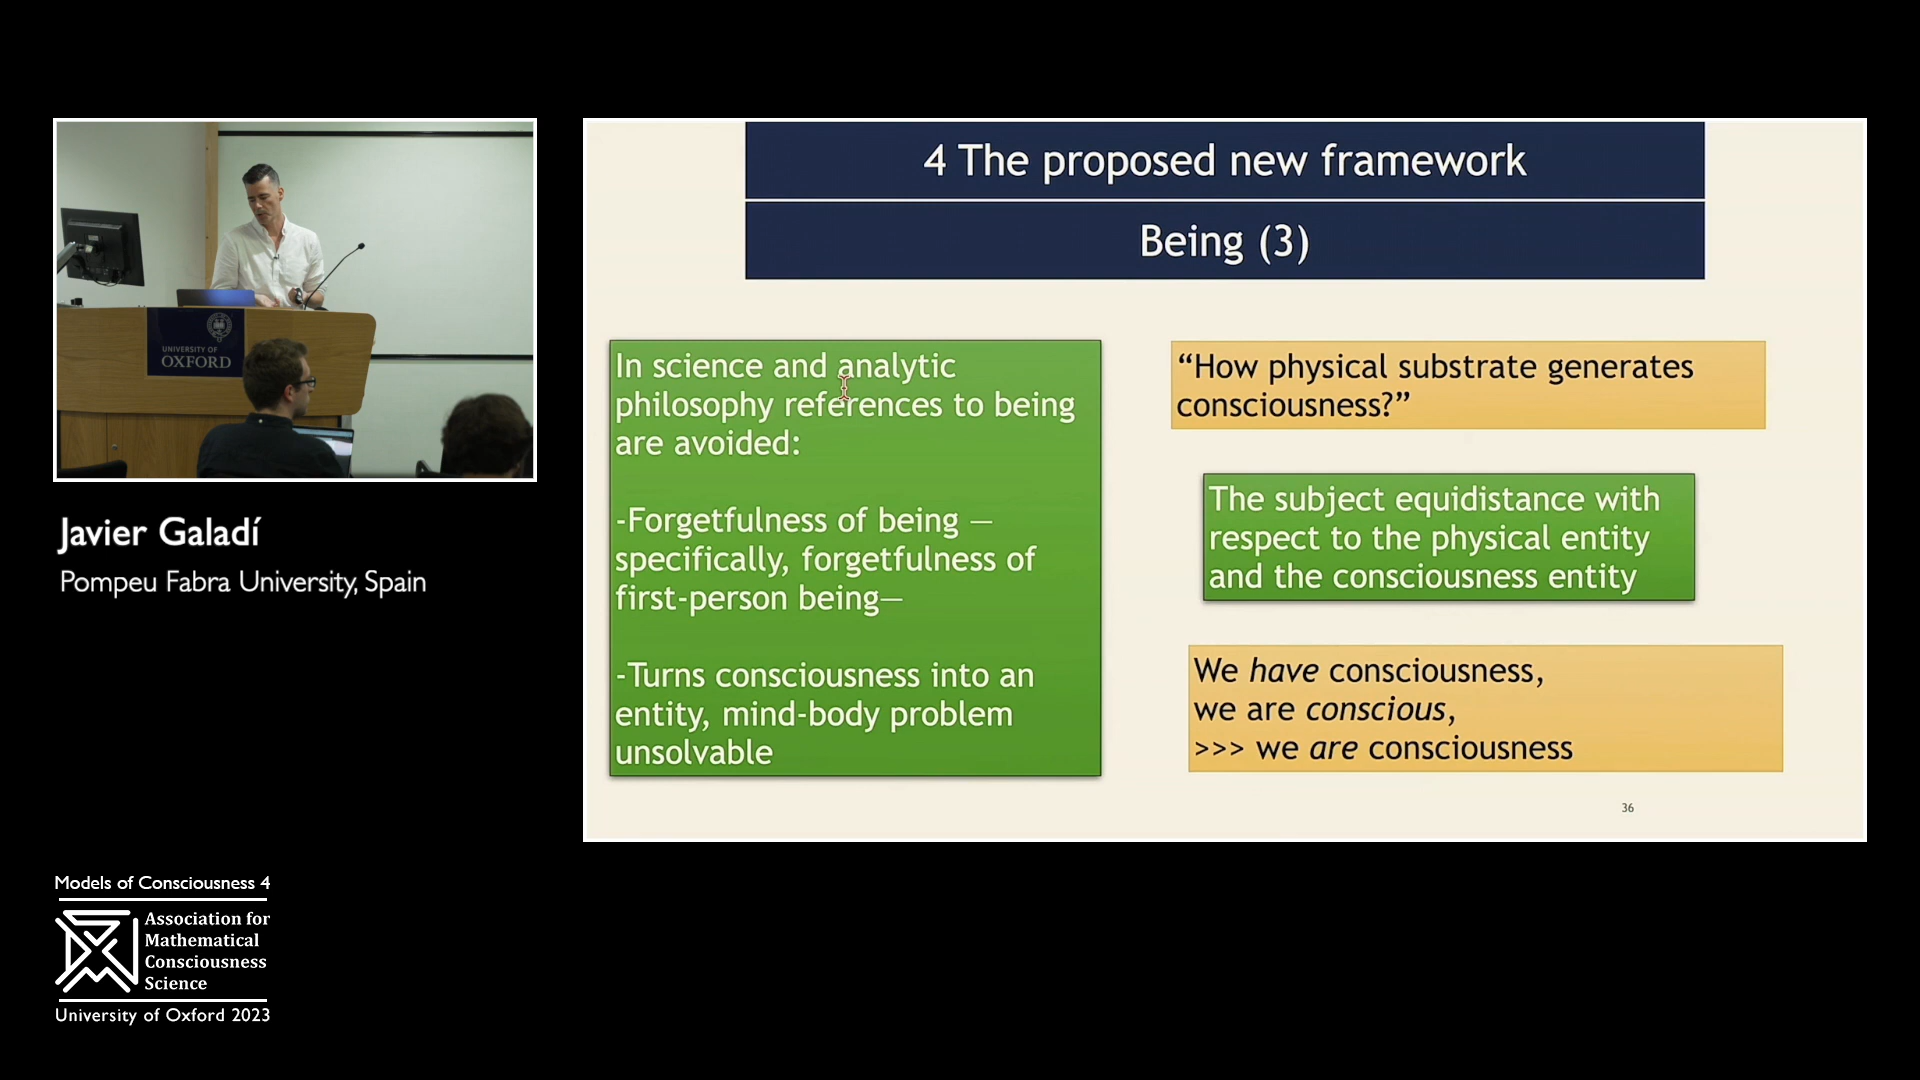 4 The proposed new framework
Being (3)
In science and analytic
philosophy references to being
are avoided:
-Forgetfulness of being —
specifically, forgetfulness of
first-person being—
-Turns consciousness into an
entity, mind-body problem
unsolvable
“How physical substrate generates
consciousness?”
The subject equidistance with
respect to the physical entity
and the consciousness entity
We have consciousness,
we are conscious,
>>> we are consciousness
36
UNIVERSITY OF
OXFORD
Javier Galadí
Pompeu Fabra University, Spain
Models of Consciousness 4
Association for
Mathematical
Consciousness
Science
University of Oxford 2023